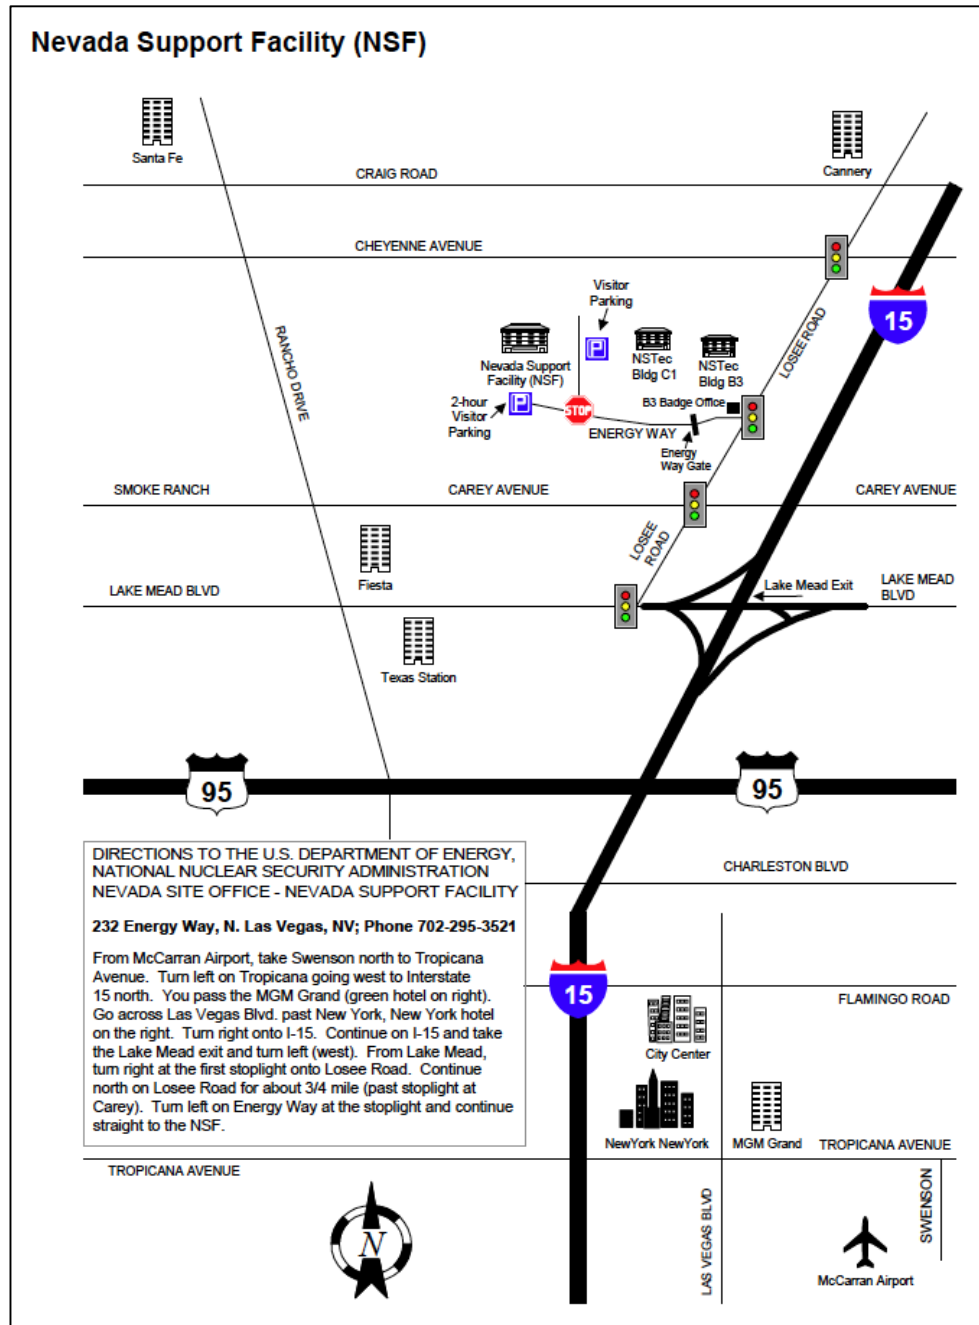 Nevada Support Facility (NSF)
Santa Fe
Cannery
CRAIG ROAD
CHEYENNE AVENUE
RANCHO DRIVE
LOSEE ROAD
15
Visitor
Parking
P
Nevada Support
Facility (NSF)
NSTec
Bldg C1
NSTec
Bldg B3
2-hour
Visitor
Parking
P
STOP
B3 Badge Office
ENERGY WAY
Energy
Way Gate
SMOKE RANCH
CAREY AVENUE
CAREY AVENUE
LOSEE
ROAD
Fiesta
LAKE MEAD BLVD
Lake Mead Exit
LAKE MEAD
BLVD
Texas Station
95
95
DIRECTIONS TO THE U.S. DEPARTMENT OF ENERGY,
NATIONAL NUCLEAR SECURITY ADMINISTRATION
NEVADA SITE OFFICE - NEVADA SUPPORT FACILITY
232 Energy Way, N. Las Vegas, NV; Phone 702-295-3521
From McCarran Airport, take Swenson north to Tropicana
Avenue. Turn left on Tropicana going west to Interstate
15 north. You pass the MGM Grand (green hotel on right).
Go across Las Vegas Blvd. past New York, New York hotel
on the right. Turn right onto I-15. Continue on I-15 and take
the Lake Mead exit and turn left (west). From Lake Mead,
turn right at the first stoplight onto Losee Road. Continue
north on Losee Road for about 3/4 mile (past stoplight at
Carey). Turn left on Energy Way at the stoplight and continue
straight to the NSF.
CHARLESTON BLVD
15
FLAMINGO ROAD
City Center
NewYork NewYork
MGM Grand
TROPICANA AVENUE
TROPICANA AVENUE
LAS VEGAS BLVD
SWENSON
N
McCarran Airport